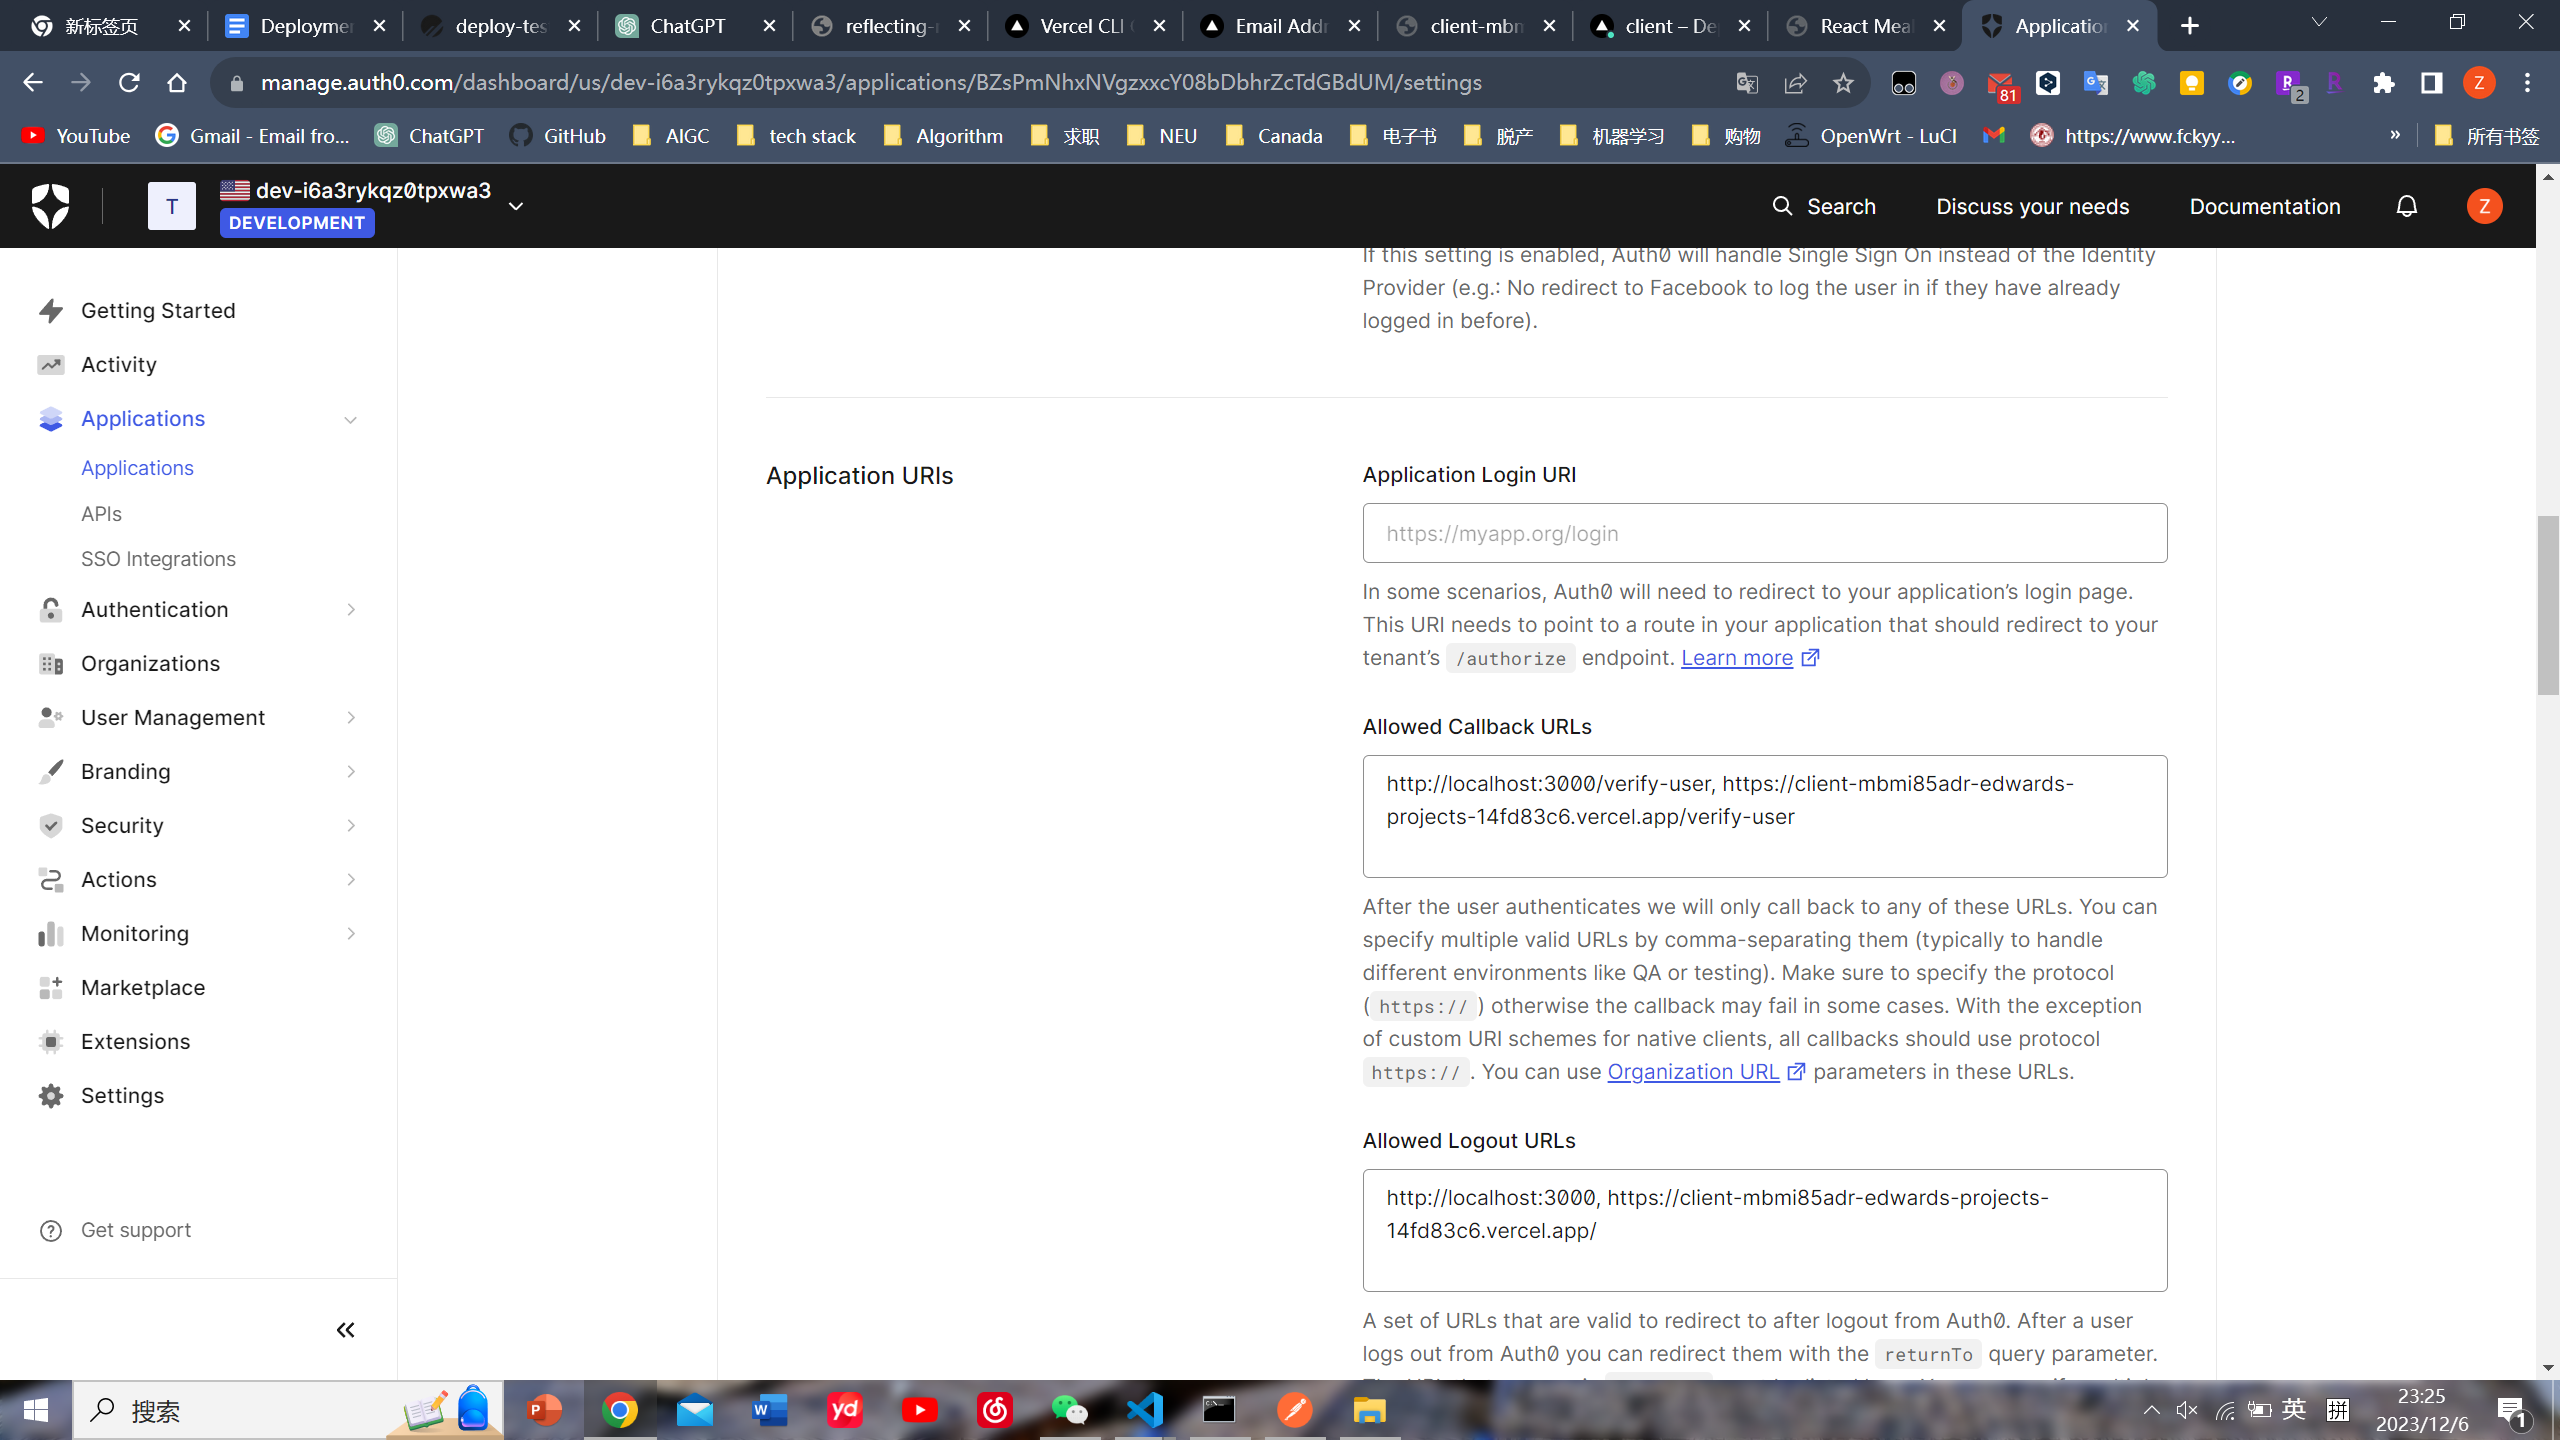 新标签页
Deploymen
deploy-tes
ChatGPT
reflecting-r
Vercel CLI
Email Addr
client-mbm
client – De
React Meal
Application
manage.auth0.com/dashboard/us/dev-i6a3rykqz0tpxwa3/applications/BZsPmNhxNVgzxxcY08bDbhrZcTdGBdUM/settings
81
2
Z
YouTube
Gmail - Email fro...
ChatGPT
GitHub
AIGC
tech stack
Algorithm
求职
NEU
Canada
电子书
脱产
机器学习
购物
OpenWrt - LuCI
https://www.fckyy...
»
所有书签
T
dev-i6a3rykqz0tpxwa3
DEVELOPMENT
Search
Discuss your needs
Documentation
Z
Getting Started
Activity
Applications
Applications
APIs
SSO Integrations
Authentication
Organizations
User Management
Branding
Security
Actions
Monitoring
Marketplace
Extensions
Settings
Get support
If this setting is enabled, Auth0 will handle Single Sign On instead of the Identity
Provider (e.g.: No redirect to Facebook to log the user in if they have already
logged in before).
Application URIs
Application Login URI
https://myapp.org/login
In some scenarios, Auth0 will need to redirect to your application’s login page.
This URI needs to point to a route in your application that should redirect to your
tenant’s /authorize endpoint. Learn more
Allowed Callback URLs
http://localhost:3000/verify-user, https://client-mbmi85adr-edwards-
projects-14fd83c6.vercel.app/verify-user
After the user authenticates we will only call back to any of these URLs. You can
specify multiple valid URLs by comma-separating them (typically to handle
different environments like QA or testing). Make sure to specify the protocol
( https:// ) otherwise the callback may fail in some cases. With the exception
of custom URI schemes for native clients, all callbacks should use protocol
https:// . You can use Organization URL parameters in these URLs.
Allowed Logout URLs
http://localhost:3000, https://client-mbmi85adr-edwards-projects-
14fd83c6.vercel.app/
A set of URLs that are valid to redirect to after logout from Auth0. After a user
logs out from Auth0 you can redirect them with the returnTo query parameter.
搜索
yd
英
拼
23:25
2023/12/6
1